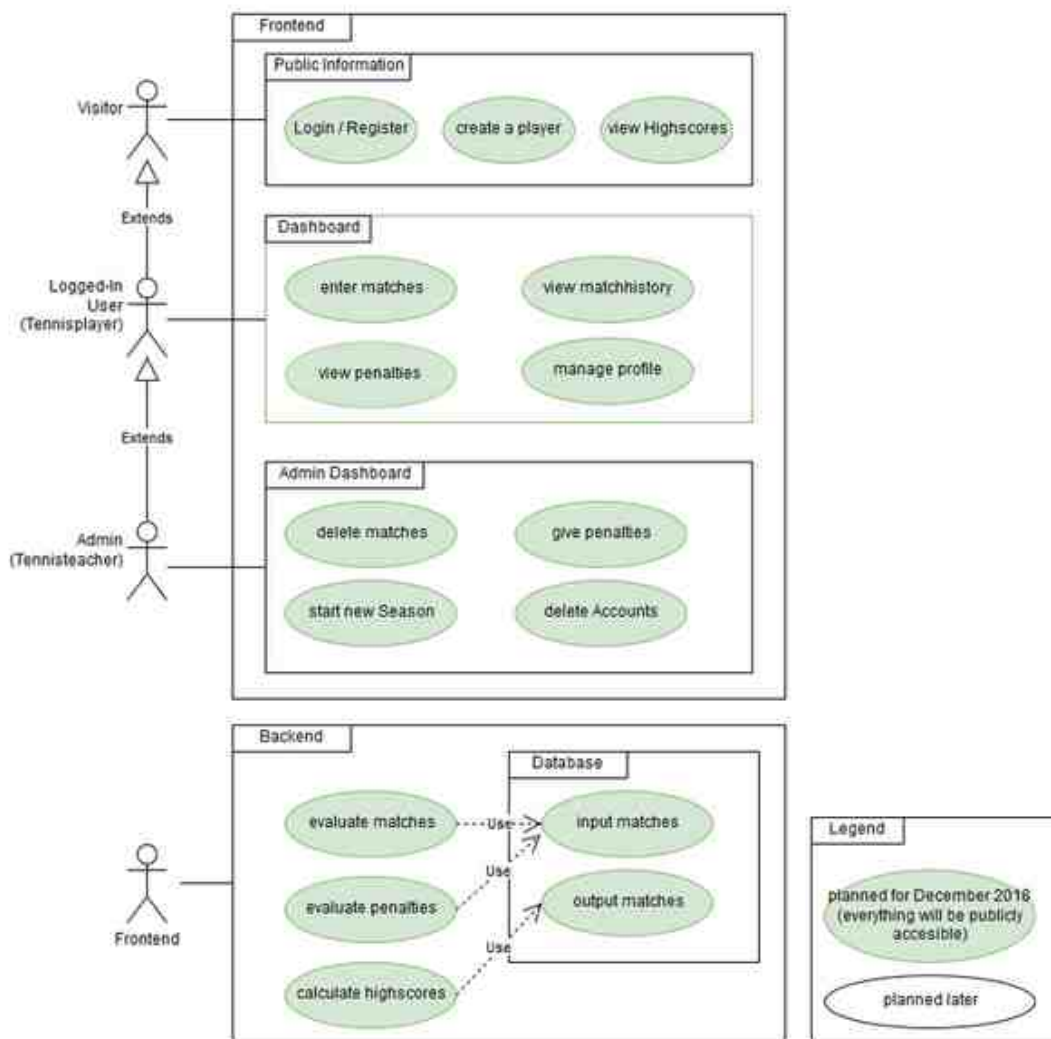 Frontend
Public Information
Visitor
Login / Register
create a player
view Highscores
Extends
Dashboard
Logged-In
User
(Tennisplayer)
enter matches
view matchhistory
view penalties
manage profile
Extends
Admin Dashboard
Admin
(Tennisteacher)
delete matches
give penalties
start new Season
delete Accounts
Backend
Database
evaluate matches
Use
input matches
Use
evaluate penalties
output matches
Use
calculate highscores
Frontend
Legend
planned for December 2016
(everything will be publicly
accesible)
planned later